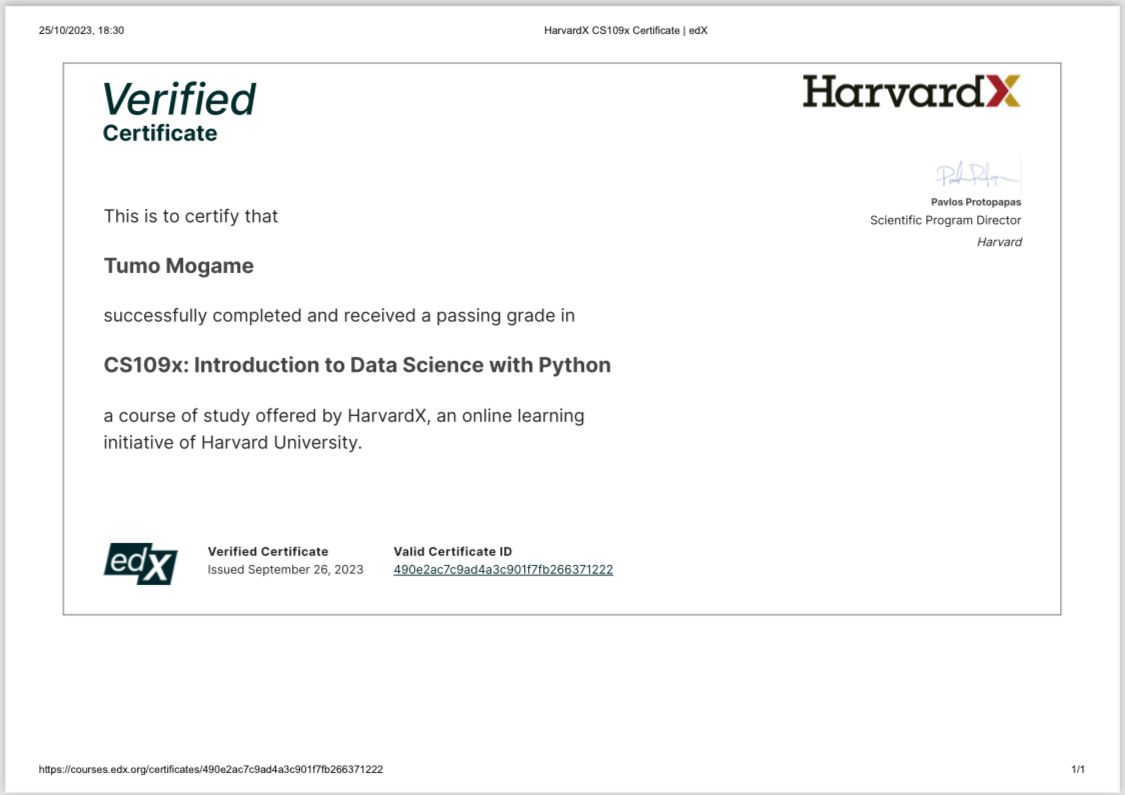 25/10/2023, 18:30
HarvardX CS109x Certificate | edX
Verified
Certificate
HarvardX
Pavlos Protopapas
Scientific Program Director
Harvard
This is to certify that
Tumo Mogame
successfully completed and received a passing grade in
CS109x: Introduction to Data Science with Python
a course of study offered by HarvardX, an online learning
initiative of Harvard University.
edX
Verified Certificate
Issued September 26, 2023
Valid Certificate ID
490e2ac7c9ad4a3c901f7fb266371222
https://courses.edx.org/certificates/490e2ac7c9ad4a3c901f7fb266371222
1/1